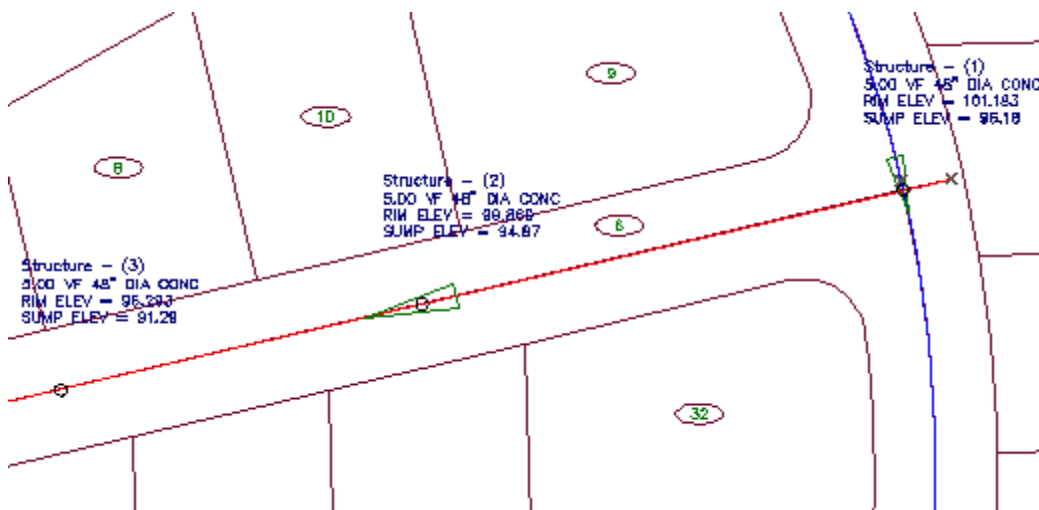 9
Structure - (1)
5.00 VF 48" DIA CONC
RIM ELEV = 101.183
SUMP ELEV = 96.18
10
8
Structure - (2)
5.00 VF 48" DIA CONC
RIM ELEV = 99.869
SUMP ELEV = 94.87
6
Structure - (3)
5.00 VF 48" DIA CONC
RIM ELEV = 96.293
SUMP ELEV = 91.29
32